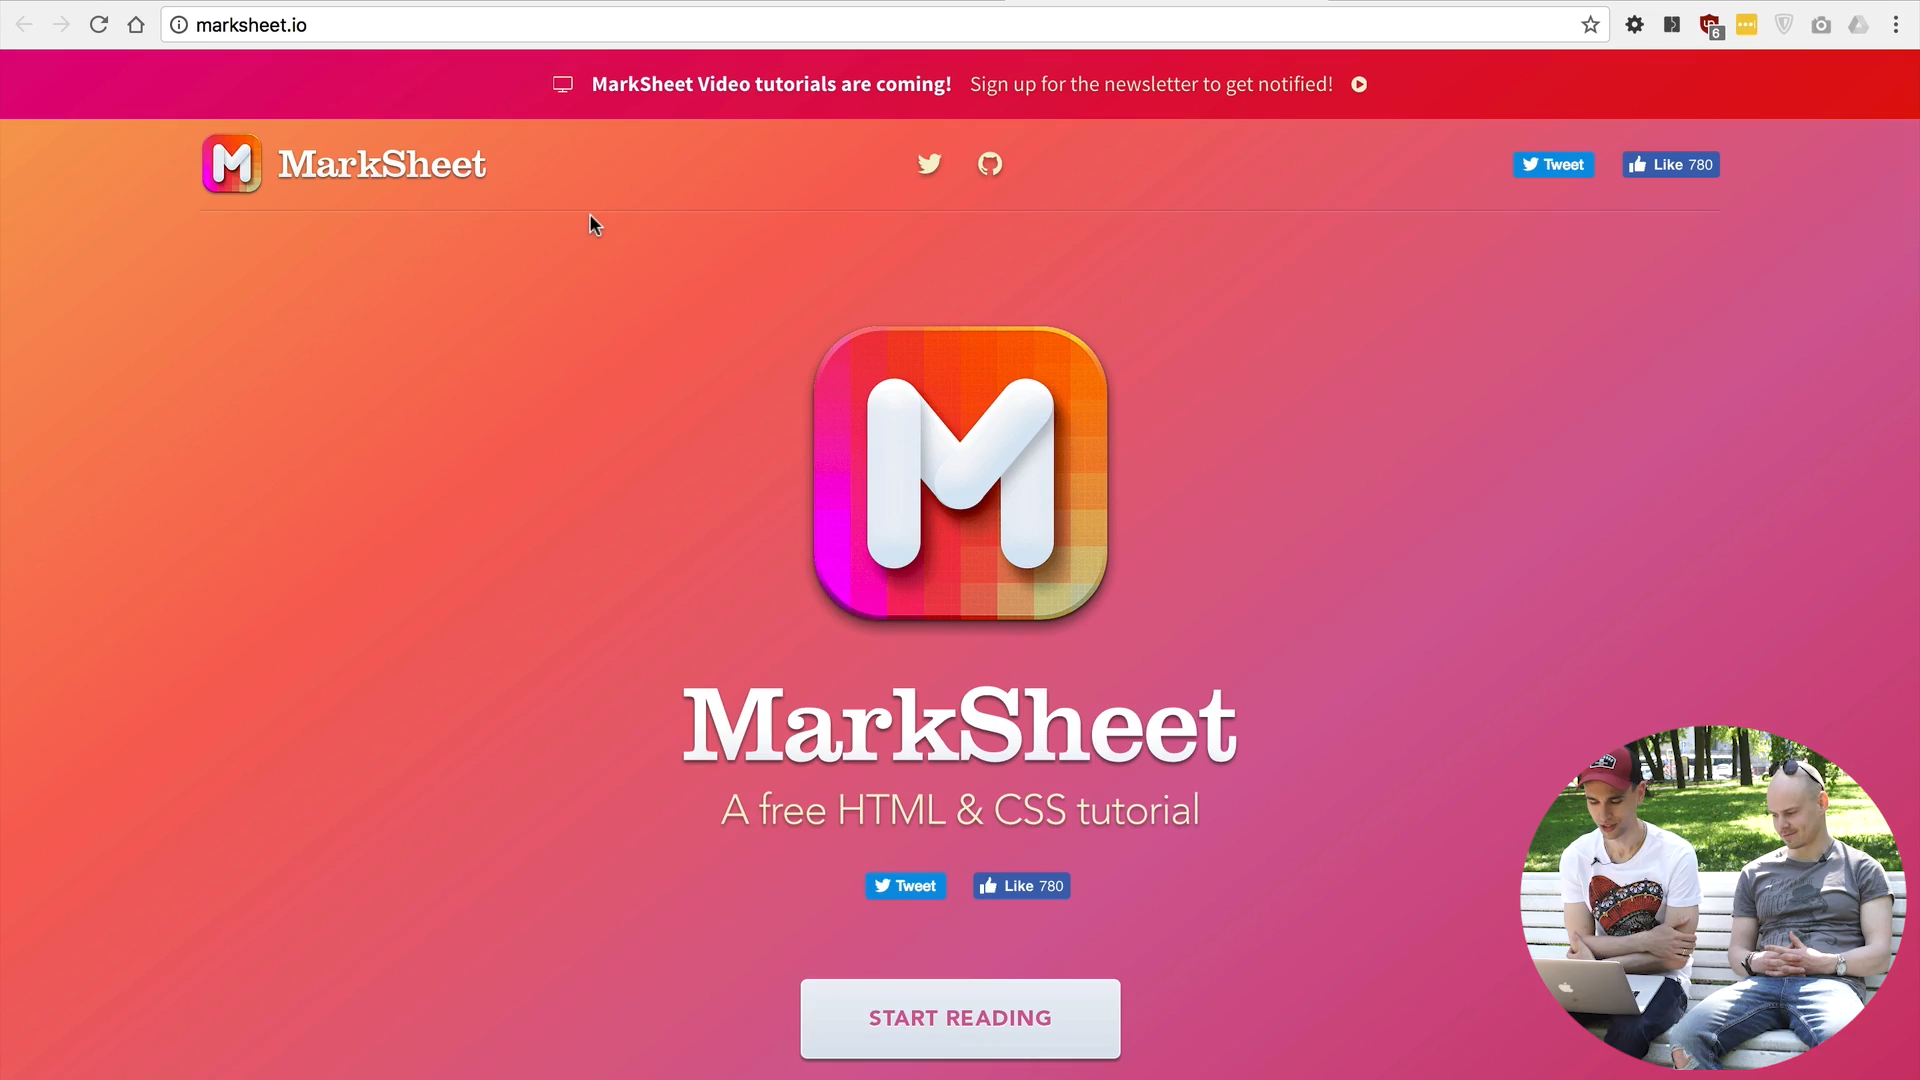 marksheet.io
6
MarkSheet Video tutorials are coming! Sign up for the newsletter to get notified!
M MarkSheet
Tweet
Like 780
M
MarkSheet
A free HTML & CSS tutorial
Tweet
Like 780
START READING